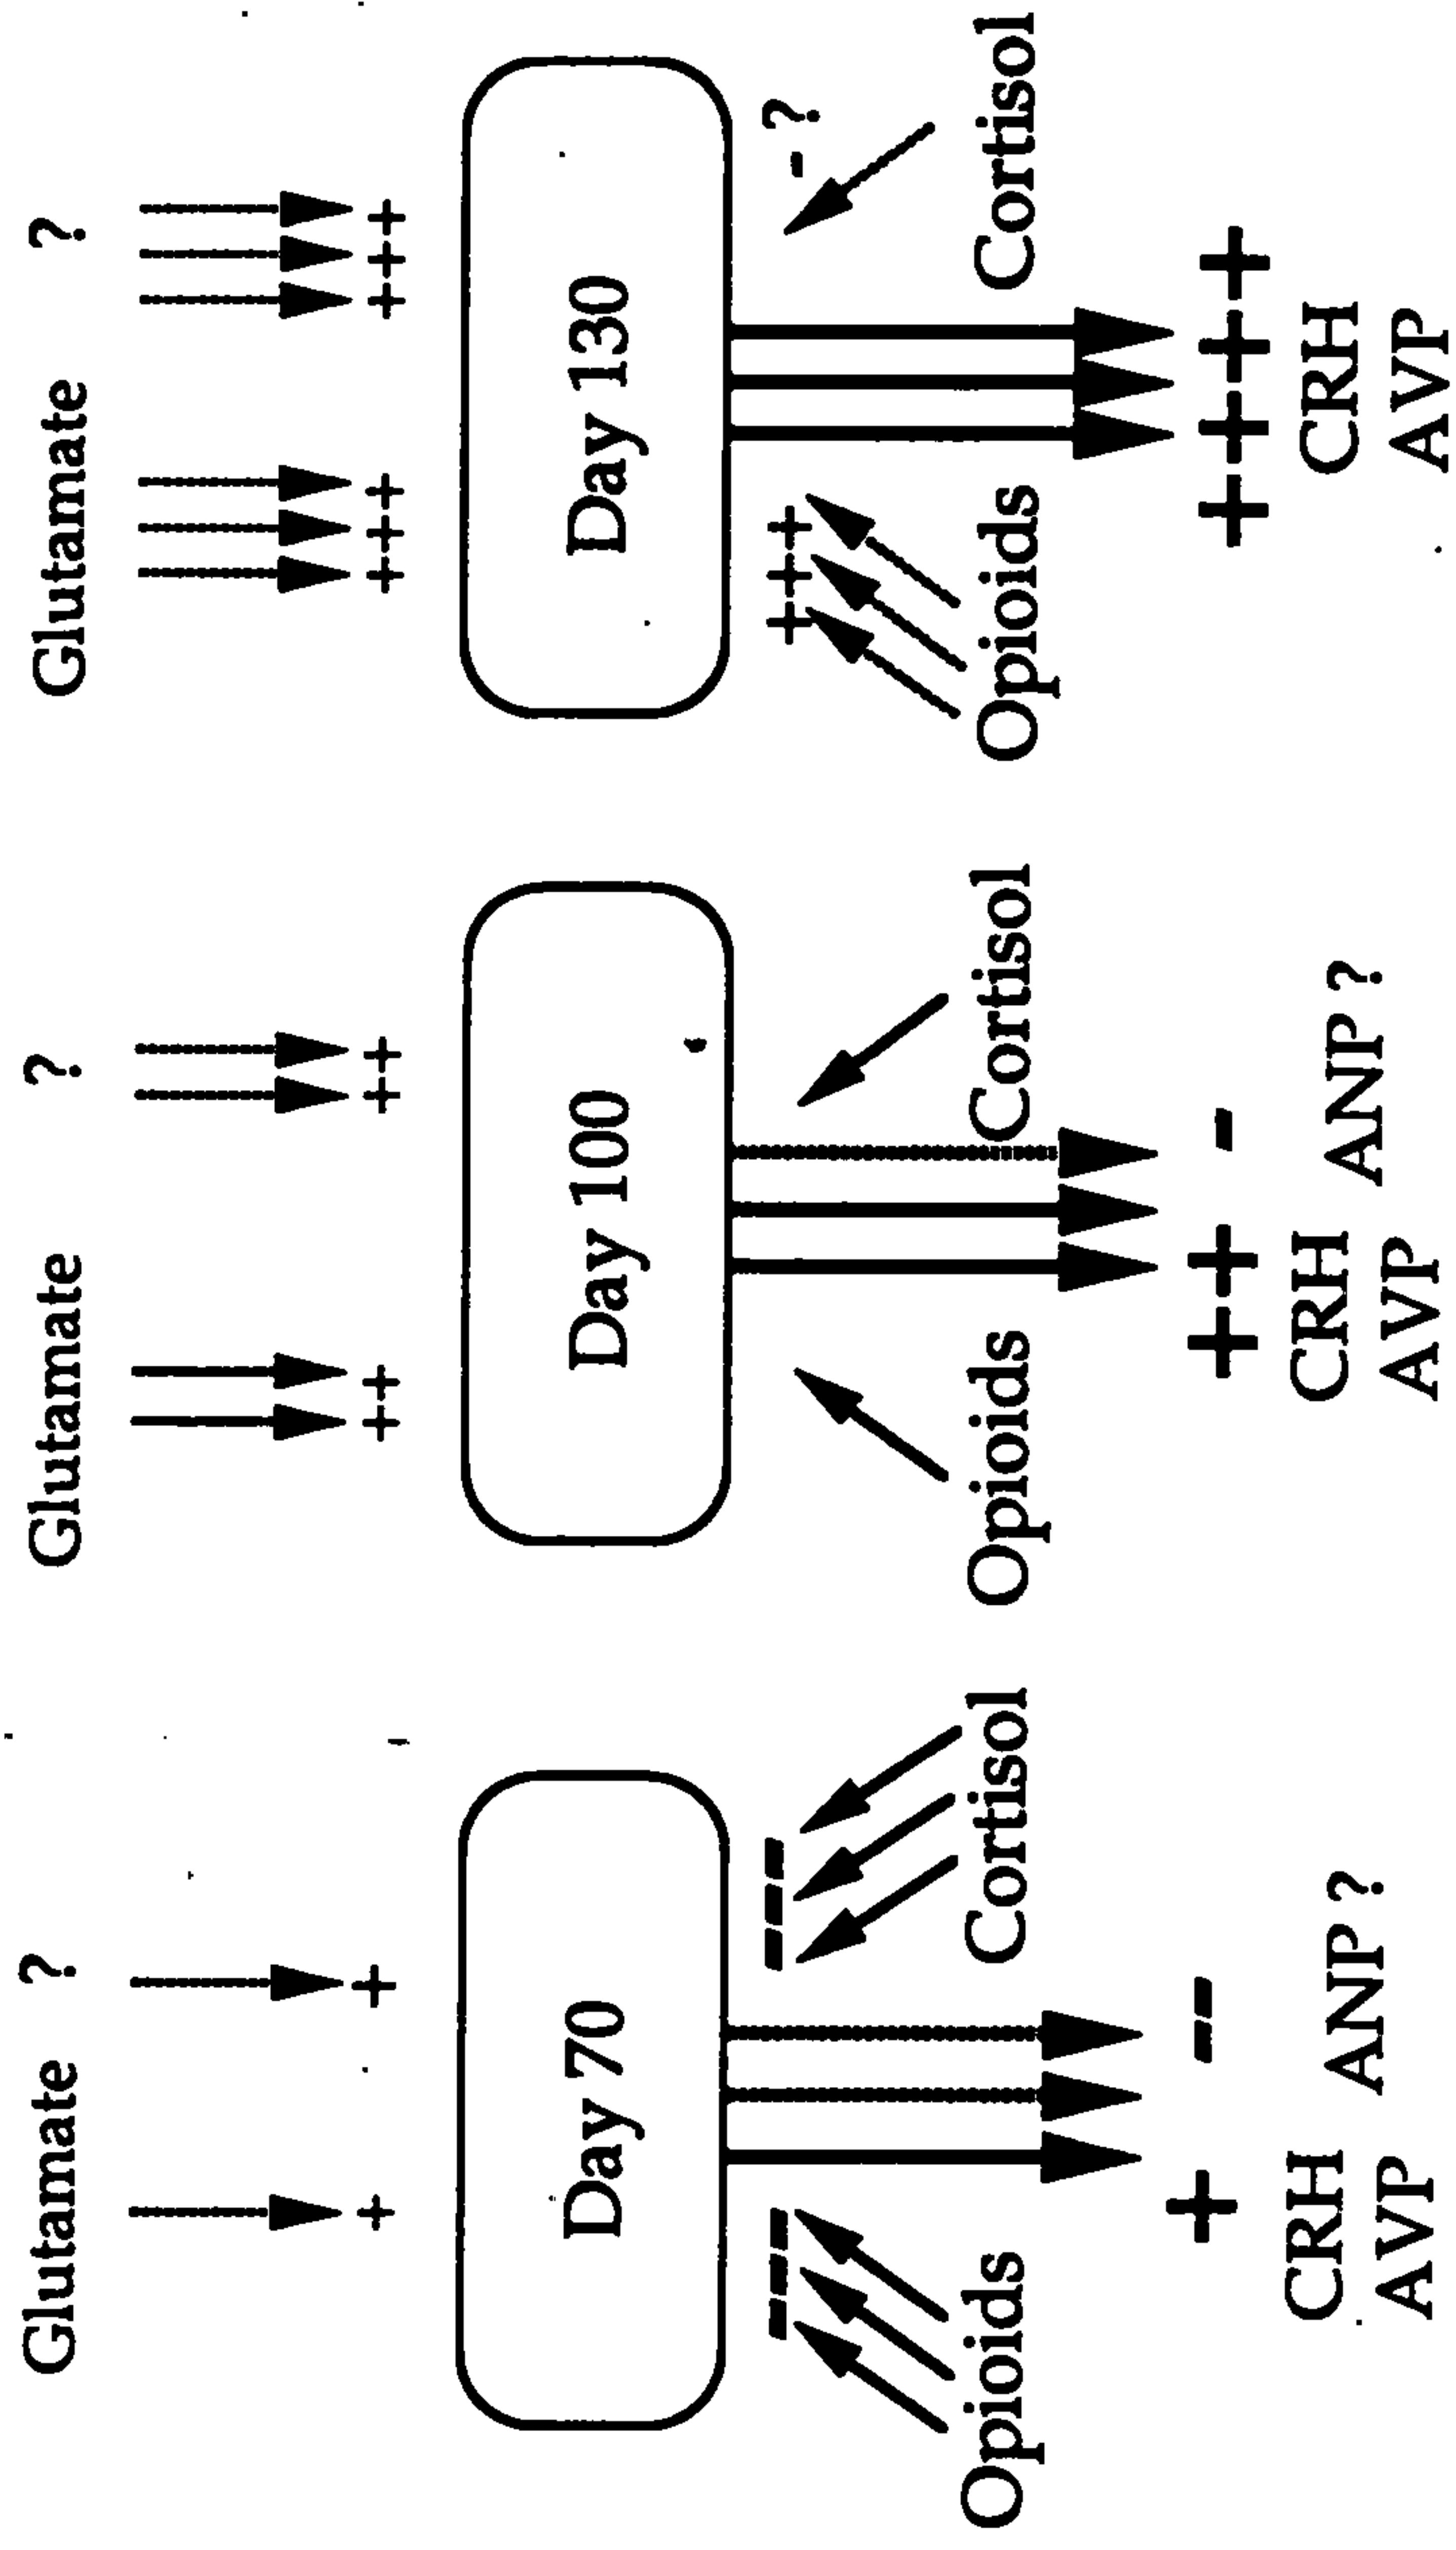 Glutamate ?
+ +
Day 70
--- ---
Opioids Cortisol
+ --
CRH ANP ?
AVP
Glutamate ?
++ ++
Day 100
Opioids Cortisol
++ -
CRH ANP ?
AVP
Glutamate ?
+++ +++
Day 130
+++ - ?
Opioids Cortisol
++++
CRH
AVP